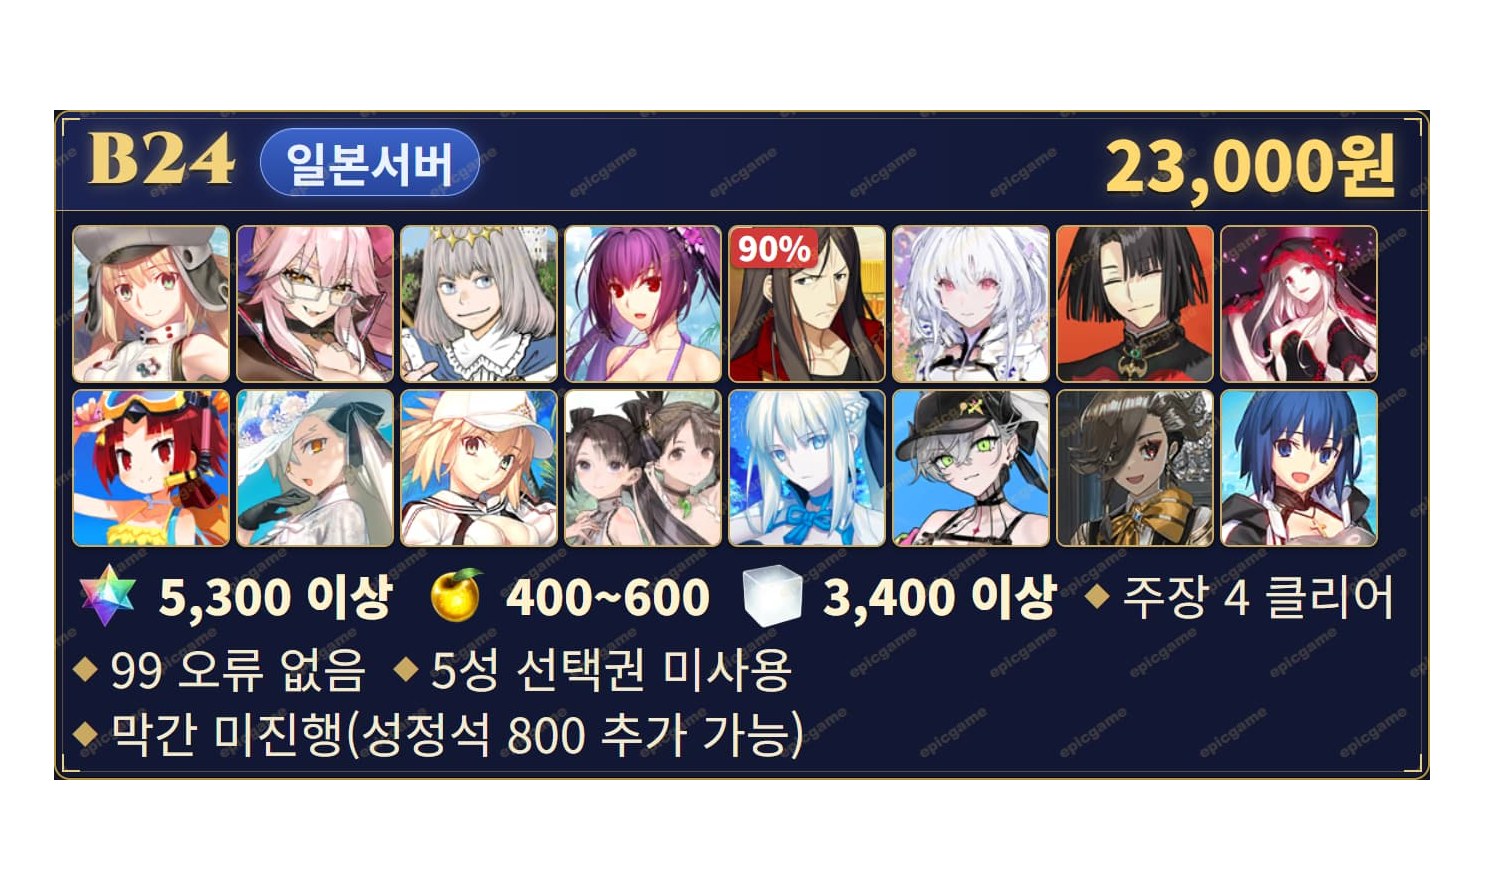 B24 일본서버 23,000원
90%
5,300 이상 400~600 3,400 이상 ◆ 주장 4 클리어
◆ 99 오류 없음 ◆ 5성 선택권 미사용
◆ 막간 미진행(성정석 800 추가 가능)
epicgame